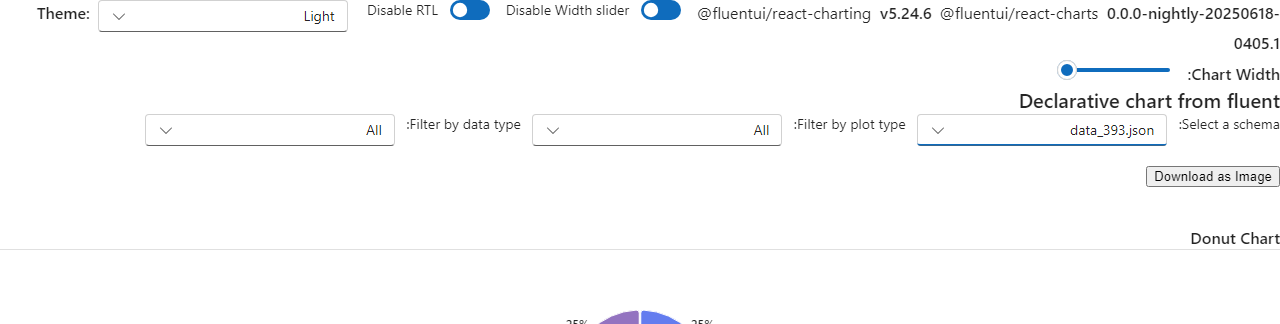 Theme: Light Disable RTL Disable Width slider @fluentui/react-charting v5.24.6 @fluentui/react-charts 0.0.0-nightly-20250618-
0405.1
:Chart Width
Declarative chart from fluent
:Select a schema data_393.json :Filter by plot type All :Filter by data type All
Download as Image
Donut Chart
25% 25%